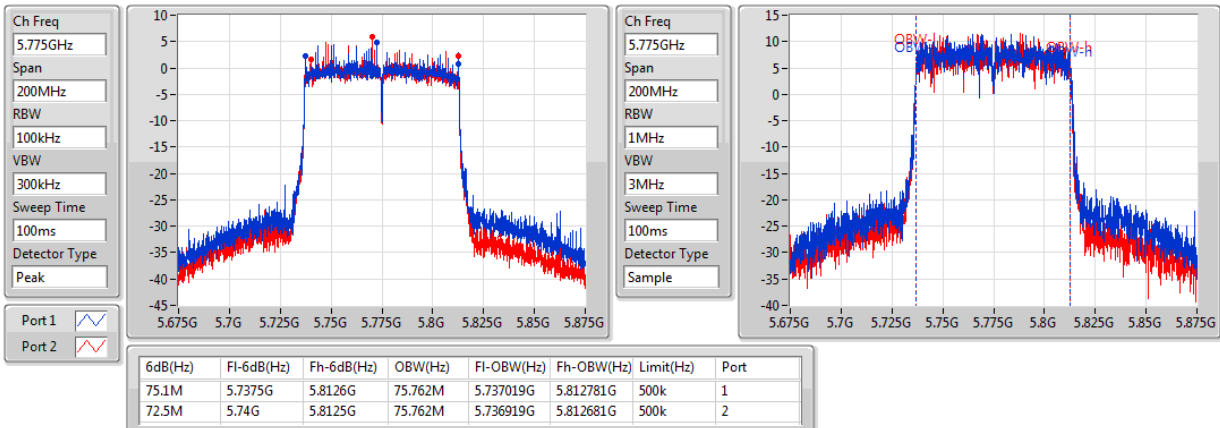 Ch Freq
5.775GHz
Span
200MHz
RBW
100kHz
VBW
300kHz
Sweep Time
100ms
Detector Type
Peak
Port 1
Port 2
10
5
0
-5
-10
-15
-20
-25
-30
-35
-40
-45
5.675G 5.7G 5.725G 5.75G 5.775G 5.8G 5.825G 5.85G 5.875G
Ch Freq
5.775GHz
Span
200MHz
RBW
1MHz
VBW
3MHz
Sweep Time
100ms
Detector Type
Sample
15
10
5
0
-5
-10
-15
-20
-25
-30
-35
-40
OBW-l
OBW-h
5.675G 5.7G 5.725G 5.75G 5.775G 5.8G 5.825G 5.85G 5.875G
6dB(Hz) Fl-6dB(Hz) Fh-6dB(Hz) OBW(Hz) Fl-OBW(Hz) Fh-OBW(Hz) Limit(Hz) Port
75.1M 5.7375G 5.8126G 75.762M 5.737019G 5.812781G 500k 1
72.5M 5.74G 5.8125G 75.762M 5.736919G 5.812681G 500k 2